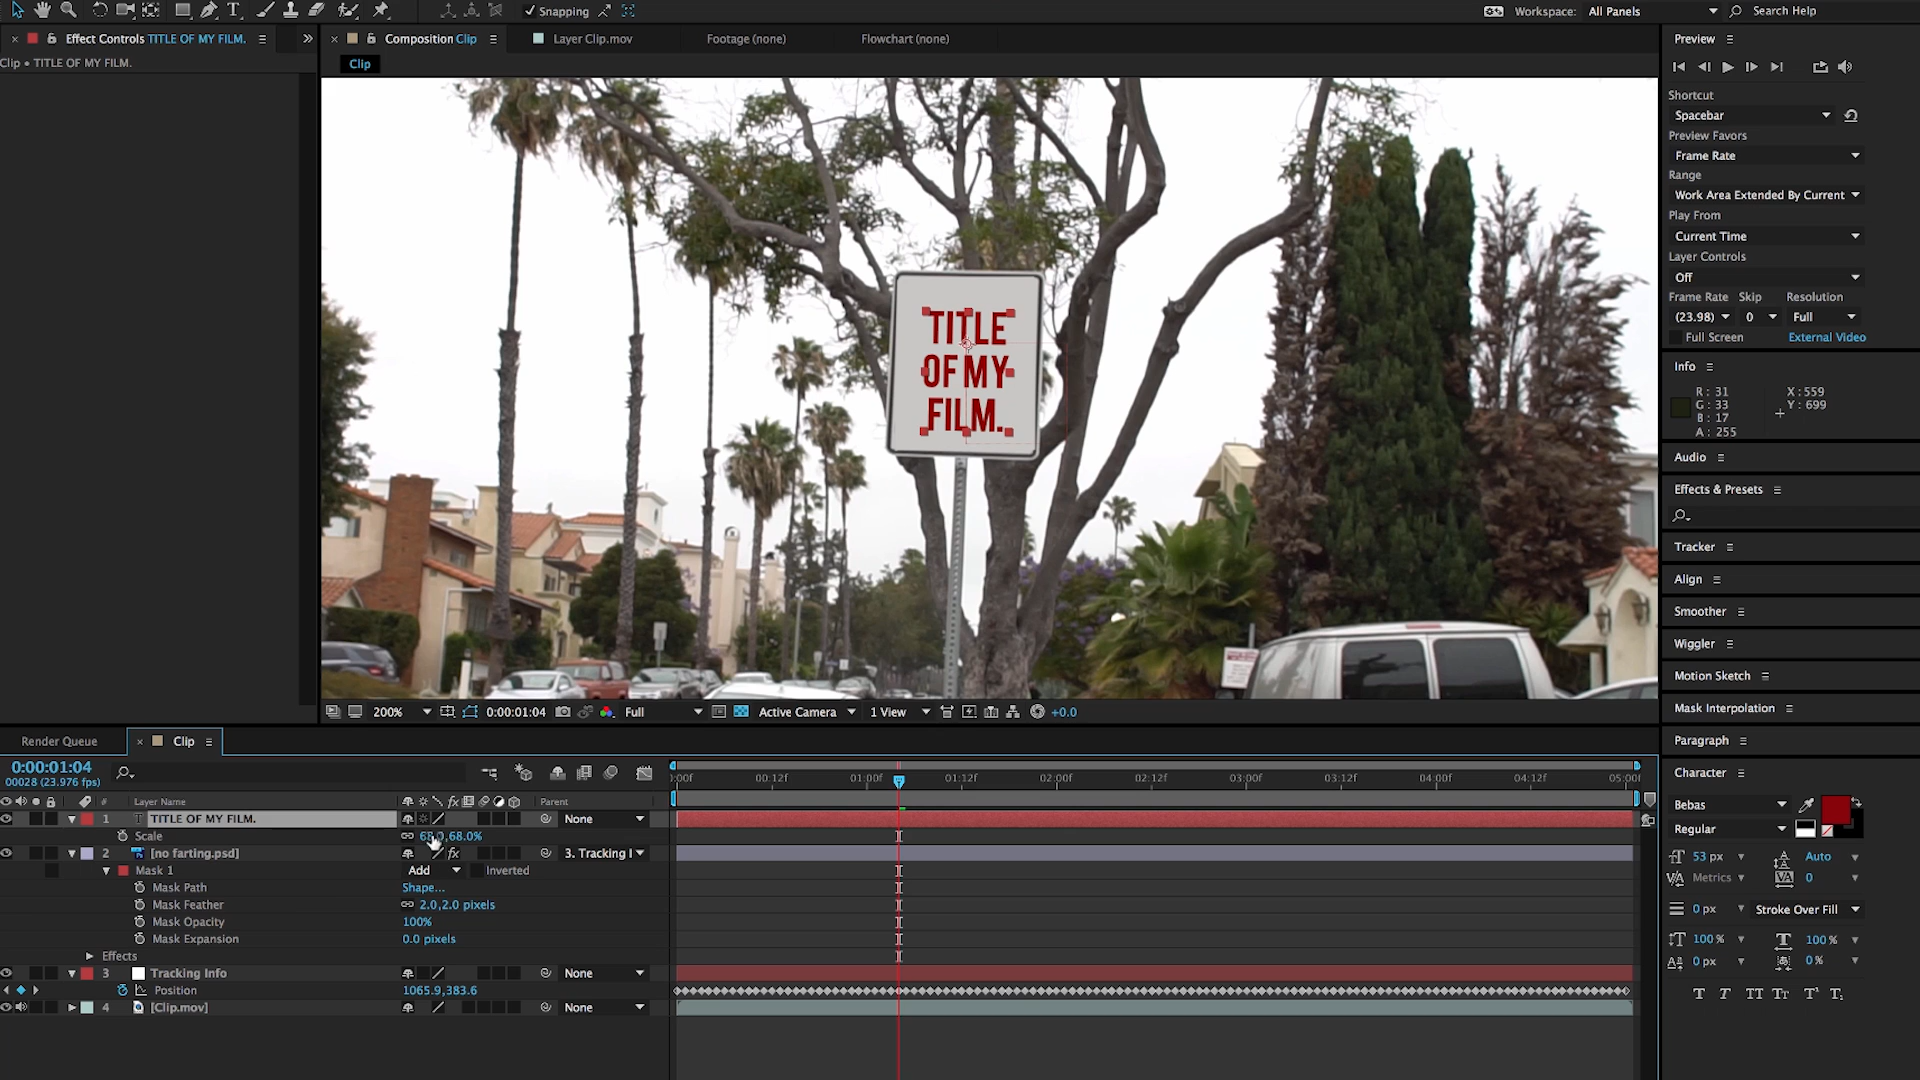 Snapping
Workspace: All Panels
Search Help
Effect Controls TITLE OF MY FILM.
Composition Clip
Layer Clip.mov
Footage (none)
Flowchart (none)
Clip • TITLE OF MY FILM.
Clip
TITLE
OF MY
FILM.
Preview
Shortcut
Spacebar
Preview Favors
Frame Rate
Range
Work Area Extended By Current
Play From
Current Time
Layer Controls
Off
Frame Rate Skip Resolution
(23.98) 0 Full
Full Screen External Video
Info
R: 31
G: 33
B: 17
A: 255
X: 559
Y: 699
Audio
Effects & Presets
Tracker
Align
Smoother
Wiggler
Motion Sketch
Mask Interpolation
Paragraph
Character
Bebas
Regular
53 px Auto
Metrics 0
0 px Stroke Over Fill
100 % 100 %
0 px 0 %
T T TT Tr T¹ T₁
200% 0:00:01:04 Full Active Camera 1 View +0.0
Render Queue
Clip
0:00:01:04
00028 (23.976 fps)
:00f 00:12f 01:00f 01:12f 02:00f 02:12f 03:00f 03:12f 04:00f 04:12f 05:00f
# Layer Name Parent
1 T TITLE OF MY FILM. None
Scale ,68.0%
2 [no farting.psd] fx 3. Tracking I
Mask 1 Add Inverted
Mask Path Shape...
Mask Feather 2.0,2.0 pixels
Mask Opacity 100%
Mask Expansion 0.0 pixels
Effects
3 Tracking Info None
Position 1065.9,383.6
4 [Clip.mov] None